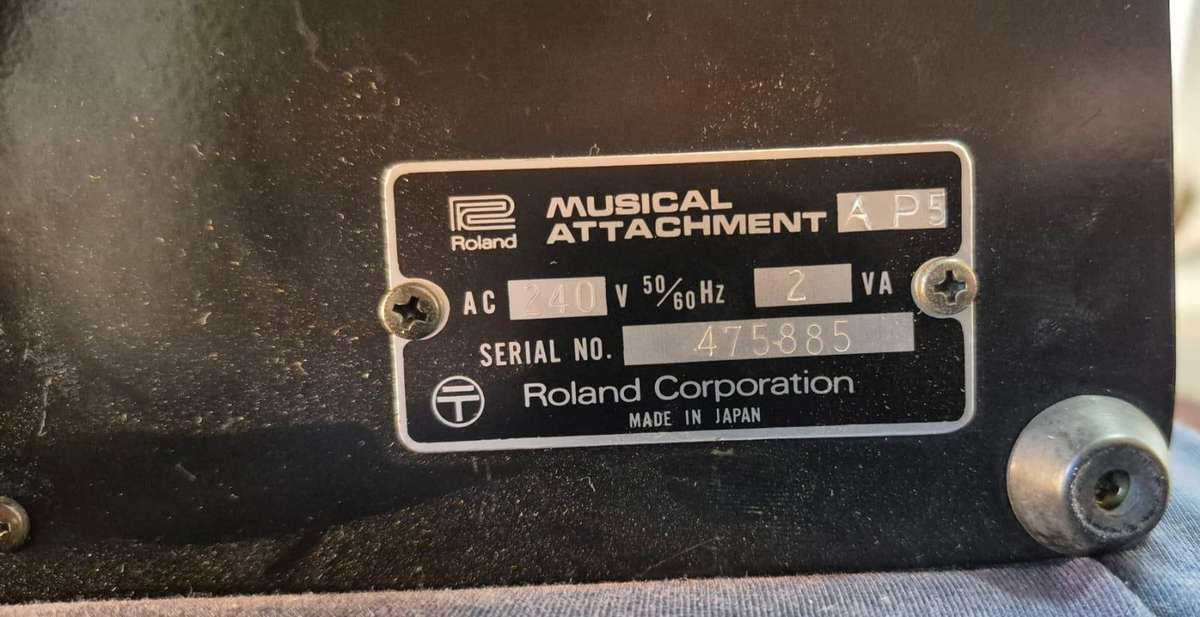 Roland
MUSICAL
ATTACHMENT AP5
AC 240 V 50/60Hz 2 VA
SERIAL NO. 475885
Roland Corporation
MADE IN JAPAN